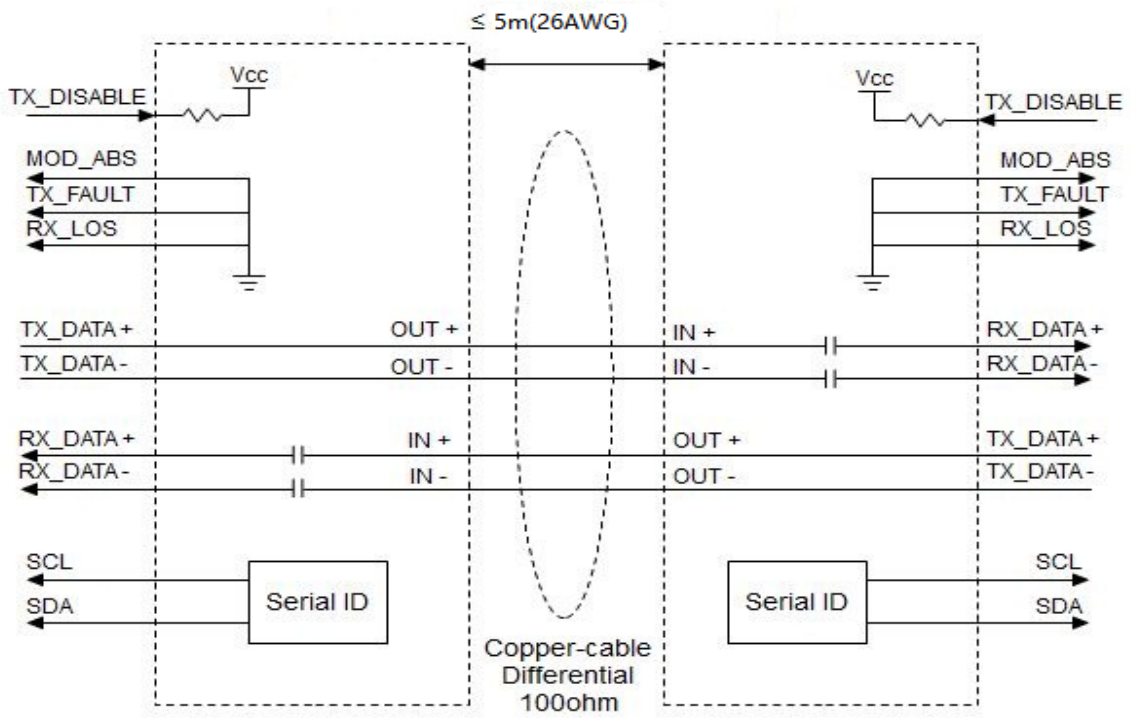 ≤ 5m(26AWG)
Vcc
Vcc
TX_DISABLE
TX_DISABLE
MOD_ABS
MOD_ABS
TX_FAULT
TX_FAULT
RX_LOS
RX_LOS
TX_DATA+ OUT + IN + RX_DATA+
TX_DATA- OUT - IN - RX_DATA-
RX_DATA+ IN + OUT + TX_DATA+
RX_DATA- IN - OUT - TX_DATA-
SCL
SCL
Serial ID
Serial ID
SDA
SDA
Copper-cable
Differential
100ohm